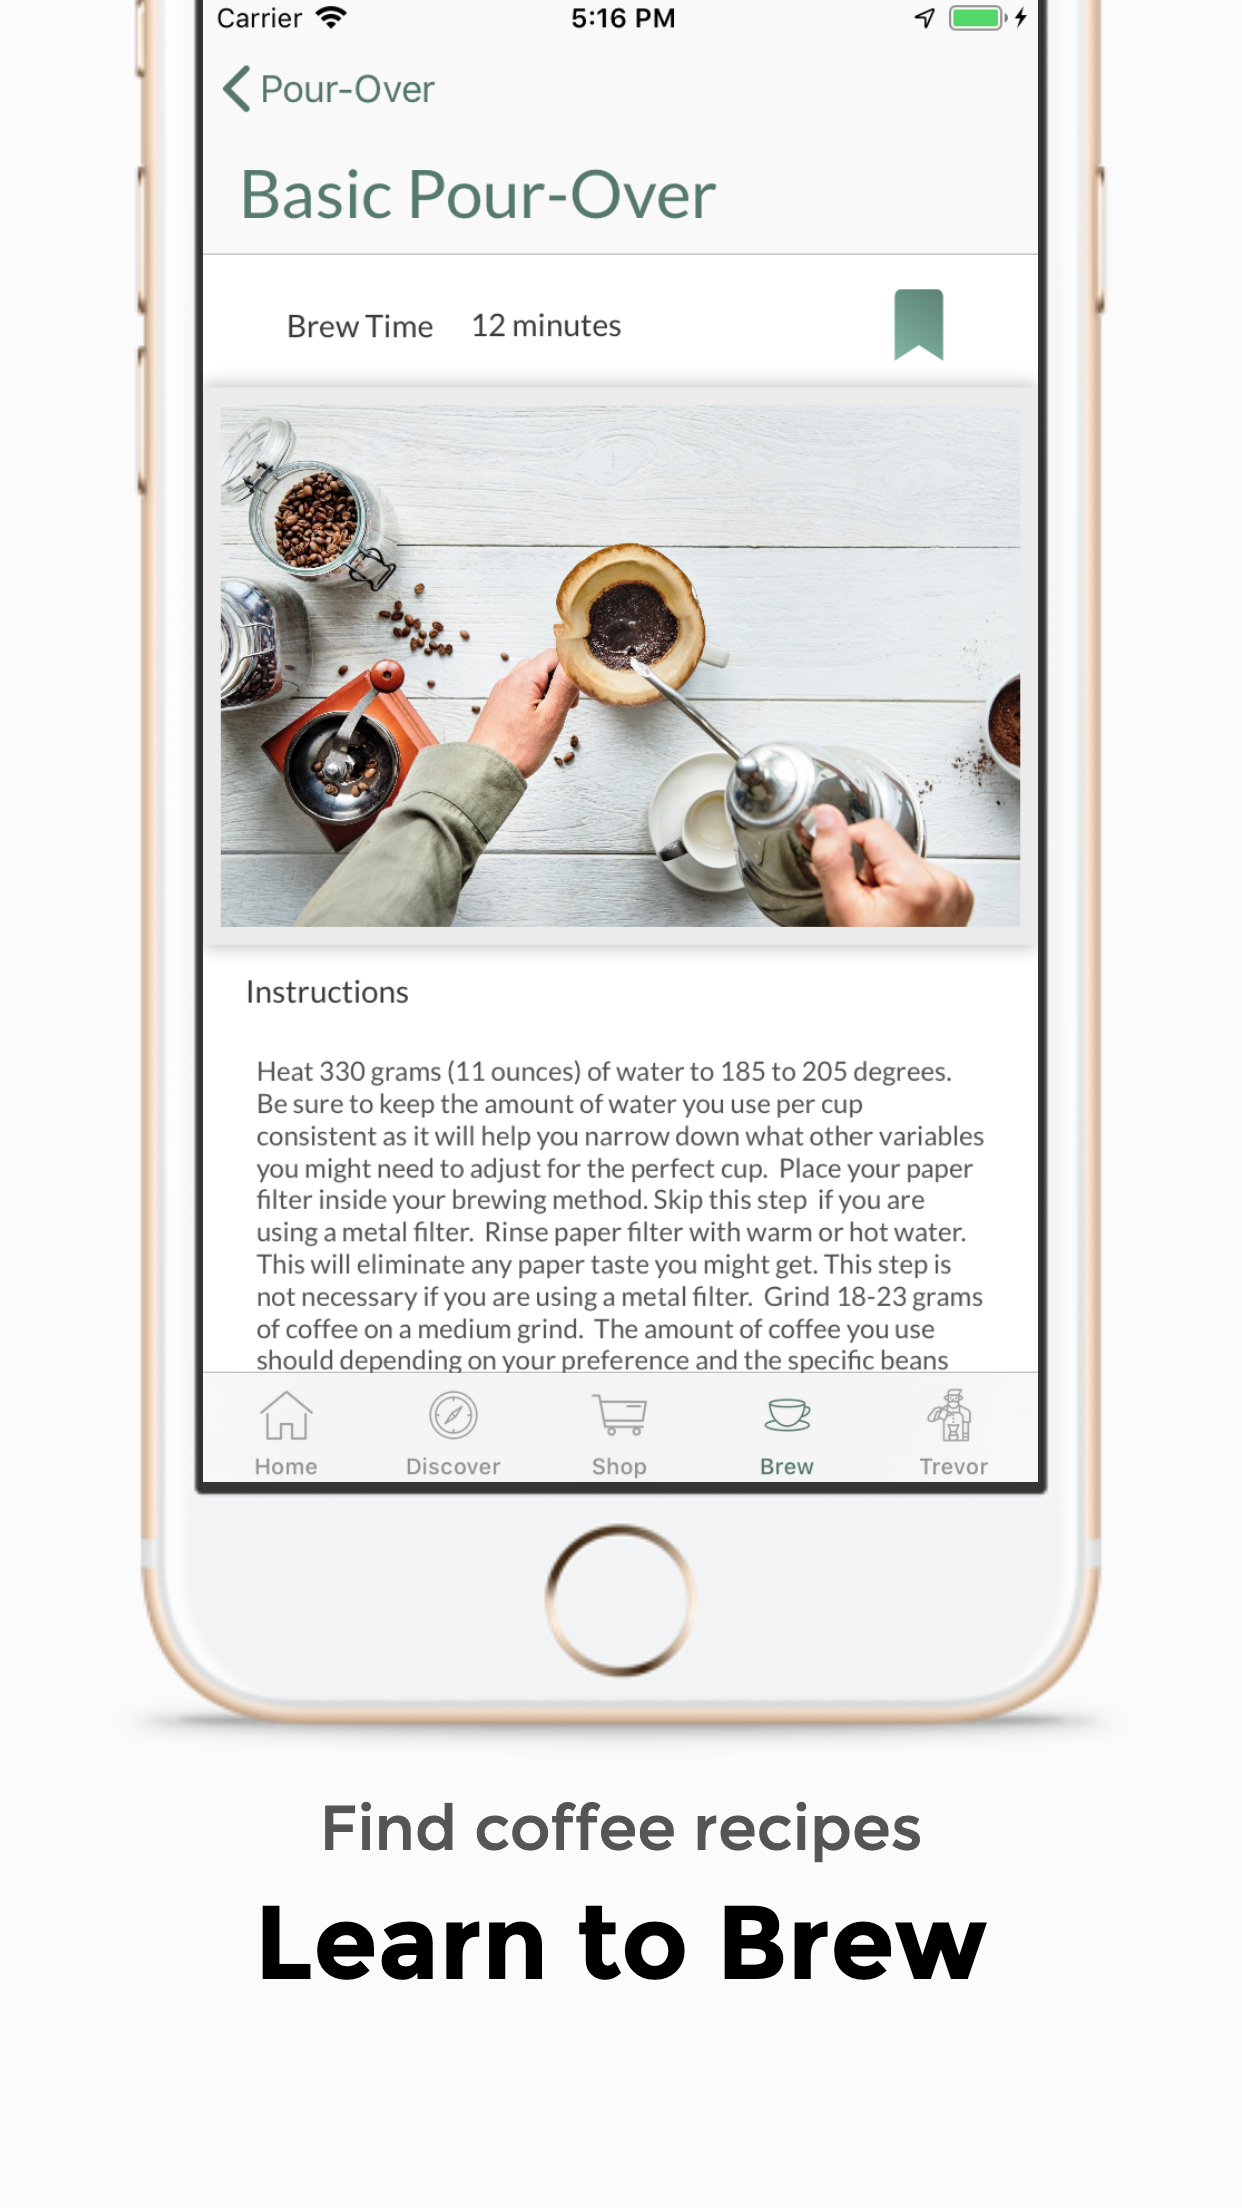 Carrier
5:16 PM
Pour-Over
Basic Pour-Over
Brew Time 12 minutes
Instructions
Heat 330 grams (11 ounces) of water to 185 to 205 degrees.
Be sure to keep the amount of water you use per cup
consistent as it will help you narrow down what other variables
you might need to adjust for the perfect cup.  Place your paper
filter inside your brewing method. Skip this step  if you are
using a metal filter.  Rinse paper filter with warm or hot water.
This will eliminate any paper taste you might get. This step is
not necessary if you are using a metal filter.  Grind 18-23 grams
of coffee on a medium grind.  The amount of coffee you use
should depending on your preference and the specific beans
Home Discover Shop Brew Trevor
Find coffee recipes
Learn to Brew